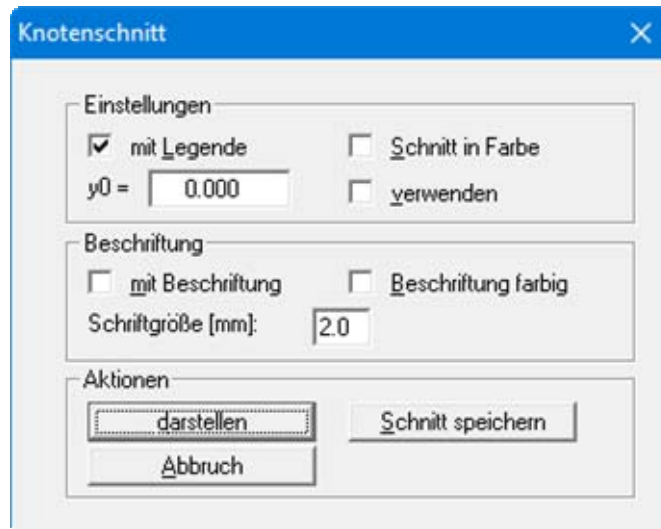 Knotenschnitt
Einstellungen
mit Legende
Schnitt in Farbe
y0 = 0.000
verwenden
Beschriftung
mit Beschriftung
Beschriftung farbig
Schriftgröße [mm]: 2.0
Aktionen
darstellen
Schnitt speichern
Abbruch